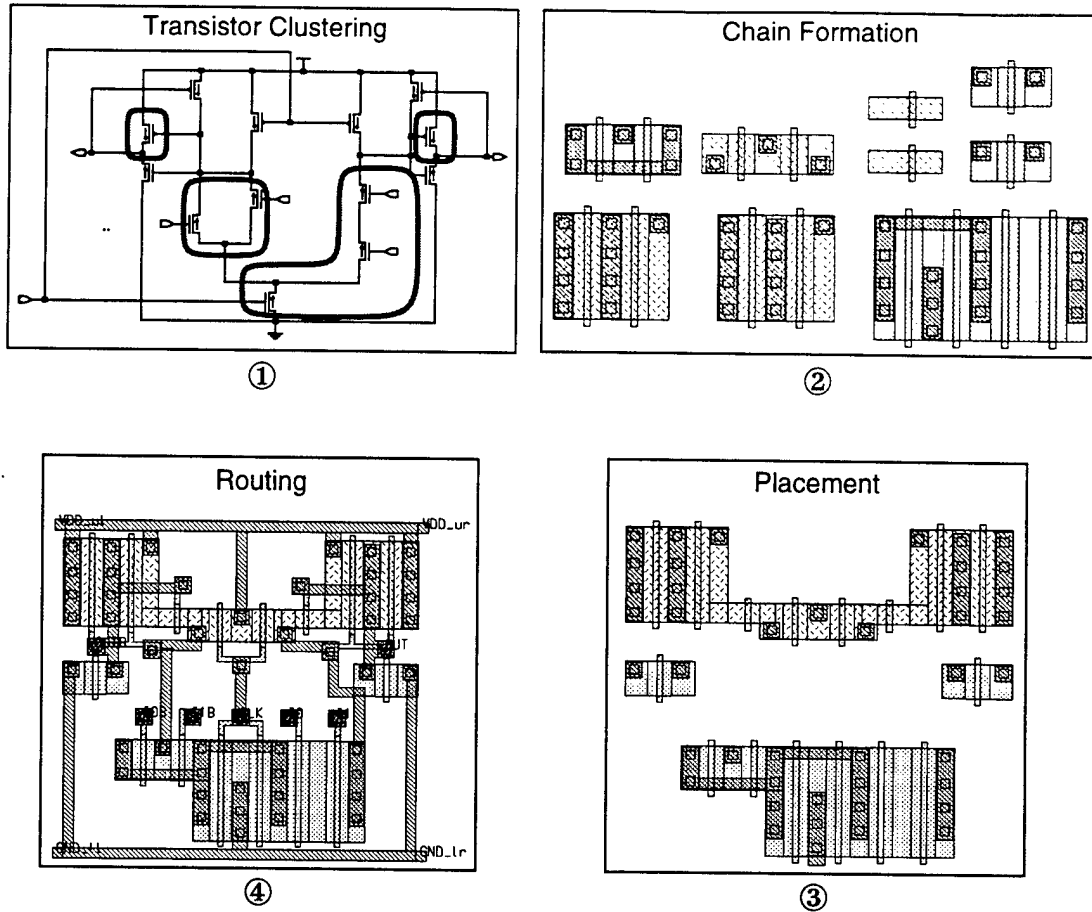 Transistor Clustering
Chain Formation
①
②
Routing
Placement
VDD_ur
GND_lr
④
③